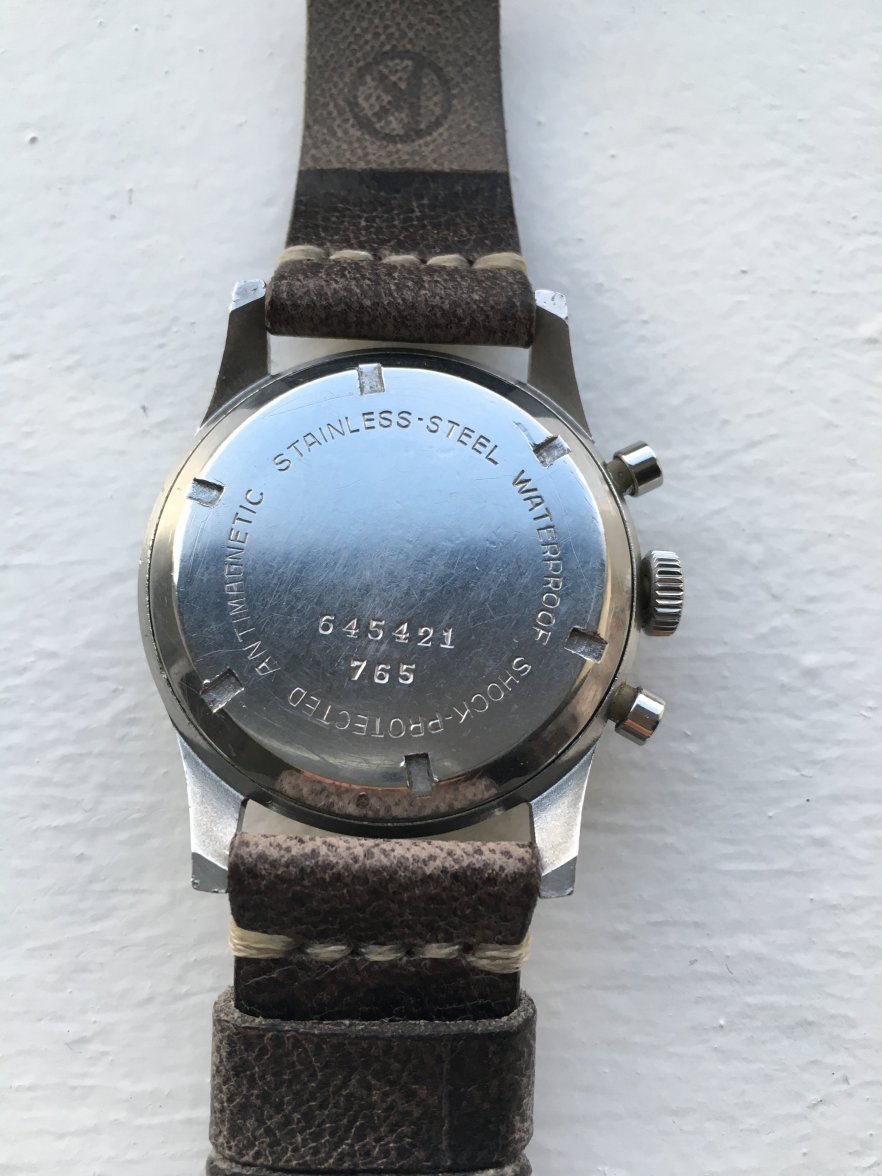 ANTIMAGNETIC STAINLESS-STEEL WATERPROOF SHOCK-PROTECTED
645421
765